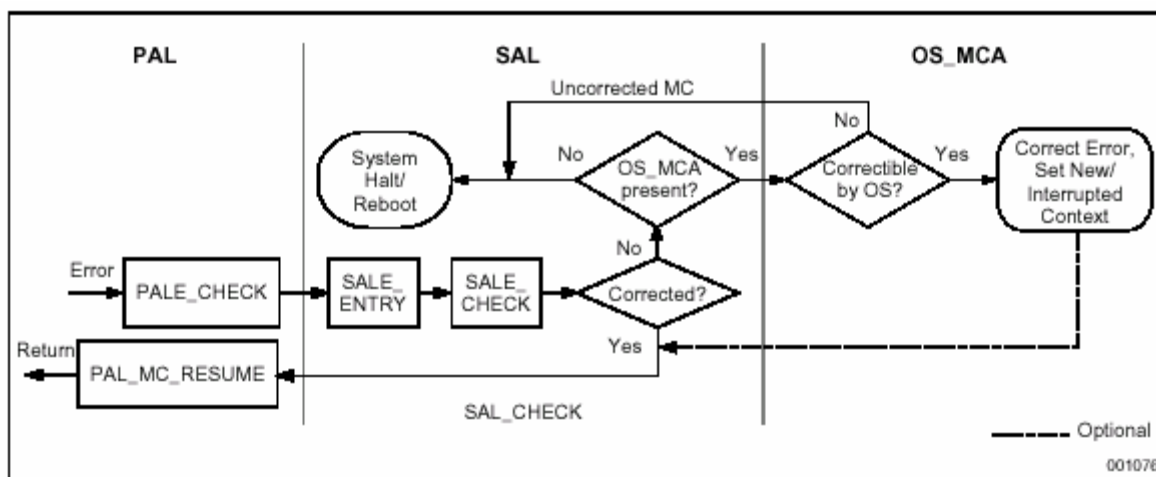 PAL
SAL
OS_MCA
Uncorrected MC
No
System
Halt/
Reboot
No
OS_MCA
present?
Yes
Correctible
by OS?
Yes
Correct Error,
Set New/
Interrupted
Context
No
Error
PALE_CHECK
SALE_
ENTRY
SALE_
CHECK
Corrected?
Yes
Return
PAL_MC_RESUME
SAL_CHECK
Optional
001076